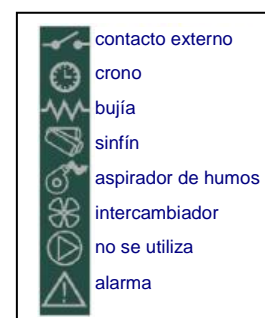 contacto externo
crono
bujía
sinfín
aspirador de humos
intercambiador
no se utiliza
alarma